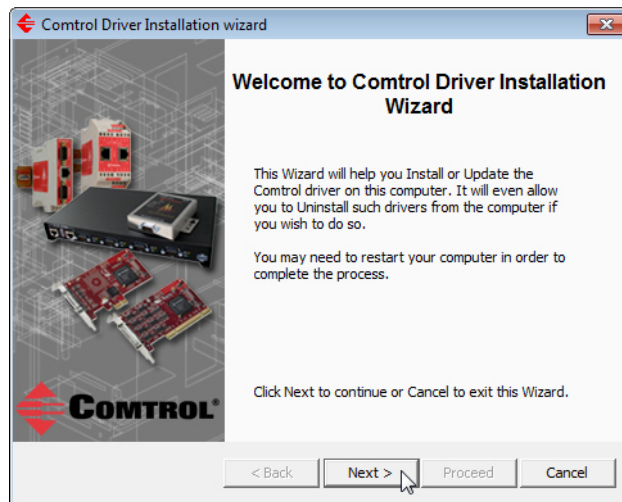 Comtrol Driver Installation wizard
Welcome to Comtrol Driver Installation
Wizard
This Wizard will help you Install or Update the
Comtrol driver on this computer. It will even allow
you to Uninstall such drivers from the computer if
you wish to do so.
You may need to restart your computer in order to
complete the process.
Click Next to continue or Cancel to exit this Wizard.
COMTROL®
< Back
Next >
Proceed
Cancel